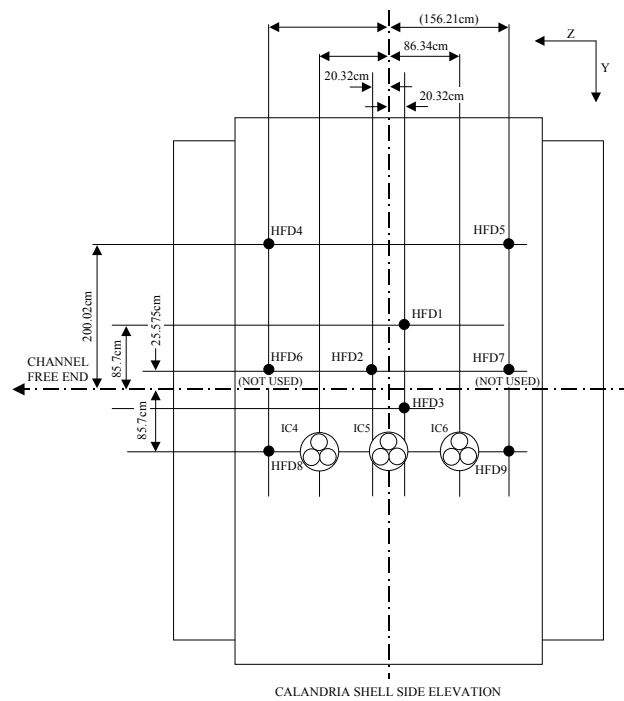 (156.21cm)
Z
86.34cm
Y
20.32cm
20.32cm
HFD4
HFD5
200.02cm
25.575cm
HFD1
85.7cm
CHANNEL
FREE END
HFD6
HFD2
HFD7
(NOT USED)
(NOT USED)
HFD3
85.7cm
IC4
IC5
IC6
HFD8
HFD9
CALANDRIA SHELL SIDE ELEVATION